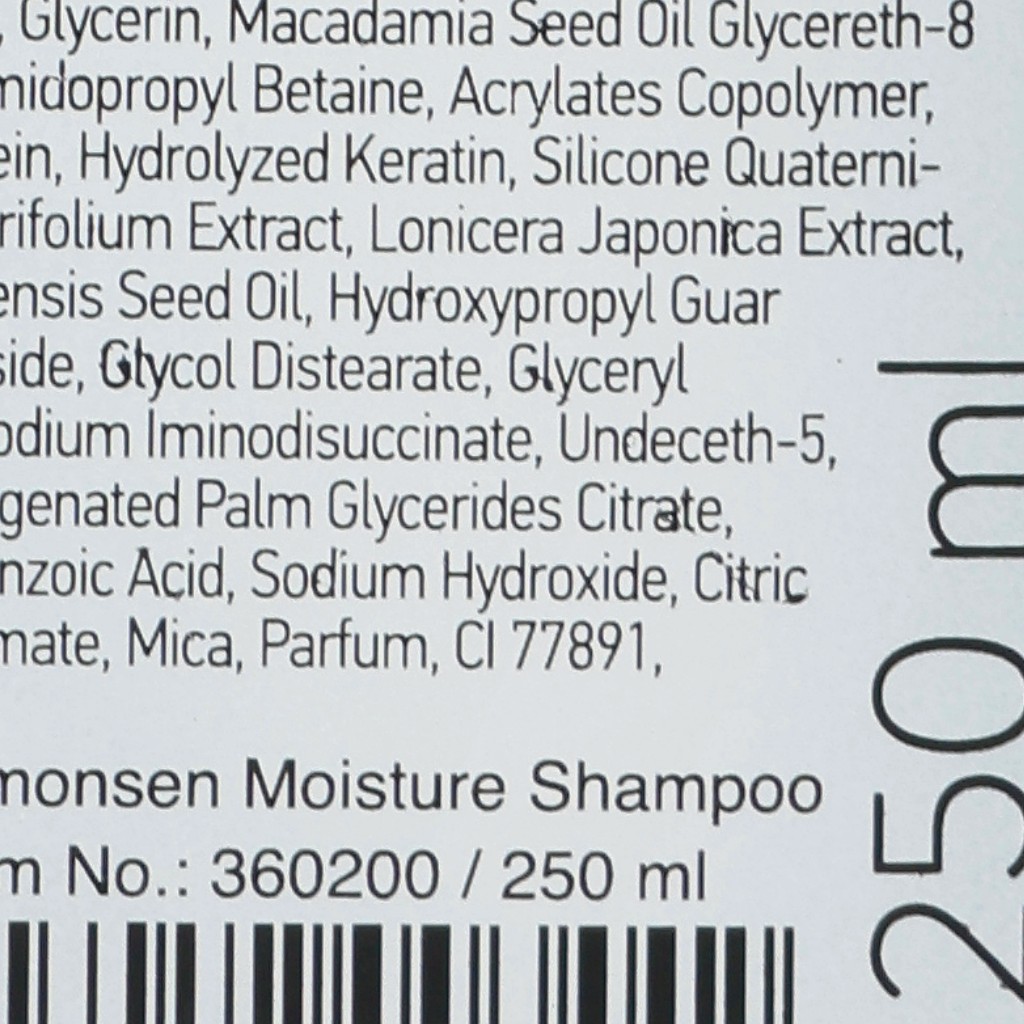 , Glycerin, Macadamia Seed Oil Glycereth-8
midopropyl Betaine, Acrylates Copolymer,
ein, Hydrolyzed Keratin, Silicone Quaterni-
rifolium Extract, Lonicera Japonica Extract,
ensis Seed Oil, Hydroxypropyl Guar
side, Glycol Distearate, Glyceryl
odium Iminodisuccinate, Undeceth-5,
genated Palm Glycerides Citrate,
nzoic Acid, Sodium Hydroxide, Citric
mate, Mica, Parfum, CI 77891,
monsen Moisture Shampoo
m No.: 360200 / 250 ml
250 ml